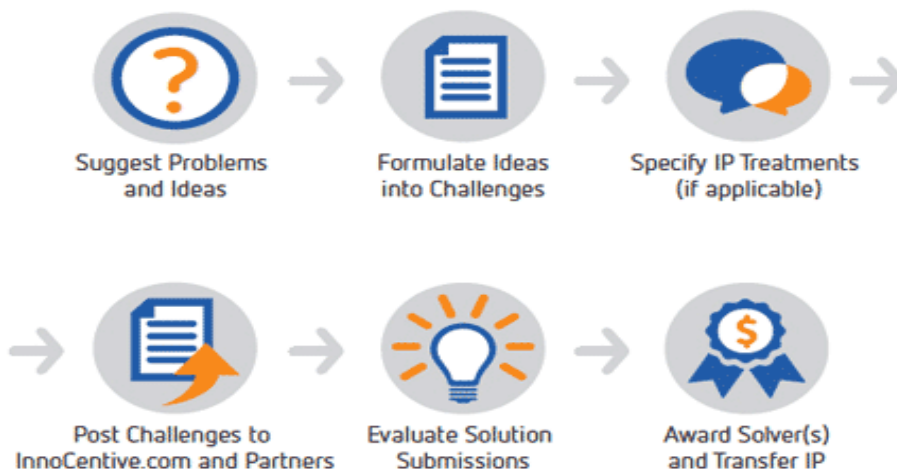 ?
Suggest Problems
and Ideas
Formulate Ideas
into Challenges
Specify IP Treatments
(if applicable)
Post Challenges to
InnoCentive.com and Partners
Evaluate Solution
Submissions
$
Award Solver(s)
and Transfer IP